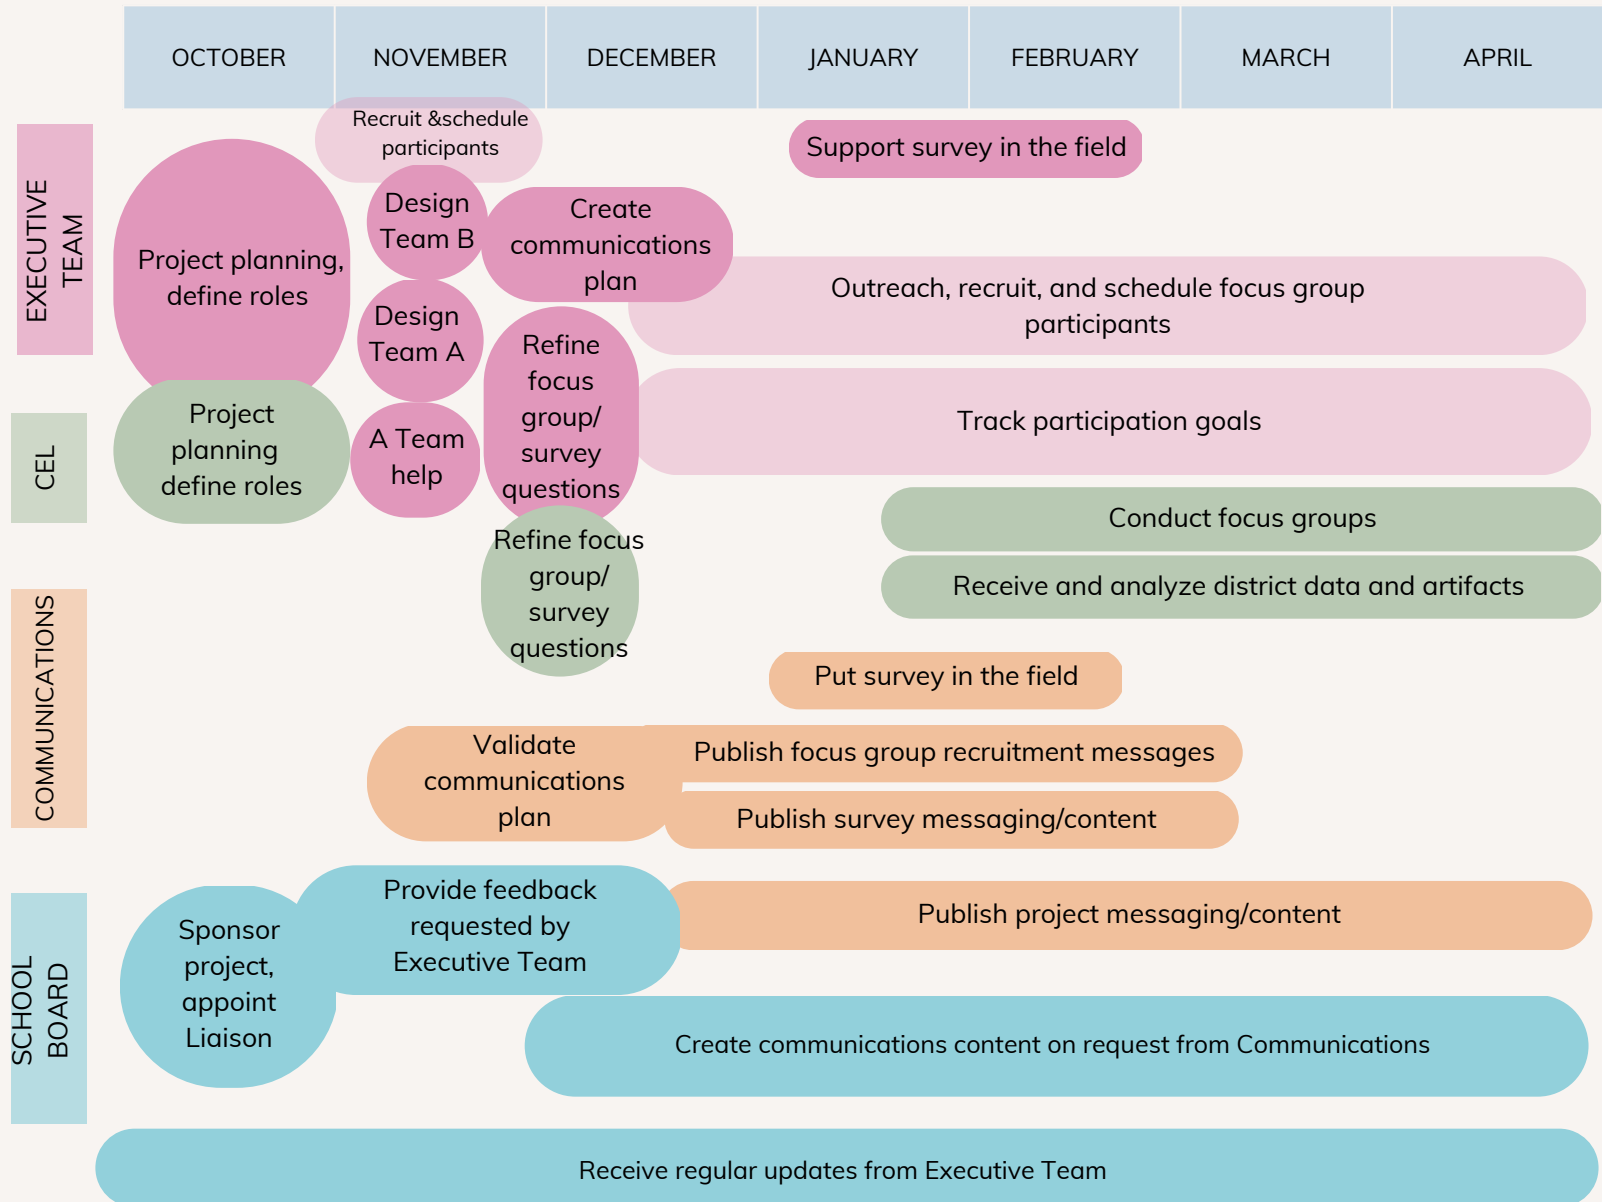 OCTOBER
NOVEMBER
DECEMBER
JANUARY
FEBRUARY
MARCH
APRIL
EXECUTIVE
TEAM
Recruit &schedule
participants
Support survey in the field
Project planning,
define roles
Design
Team B
Create
communications
plan
Outreach, recruit, and schedule focus group
participants
Design
Team A
Refine
focus
group/
survey
questions
Track participation goals
CEL
Project
planning
define roles
A Team
help
Conduct focus groups
Refine focus
group/
survey
questions
Receive and analyze district data and artifacts
COMMUNICATIONS
Put survey in the field
Validate
communications
plan
Publish focus group recruitment messages
Publish survey messaging/content
SCHOOL
BOARD
Sponsor
project,
appoint
Liaison
Provide feedback
requested by
Executive Team
Publish project messaging/content
Create communications content on request from Communications
Receive regular updates from Executive Team